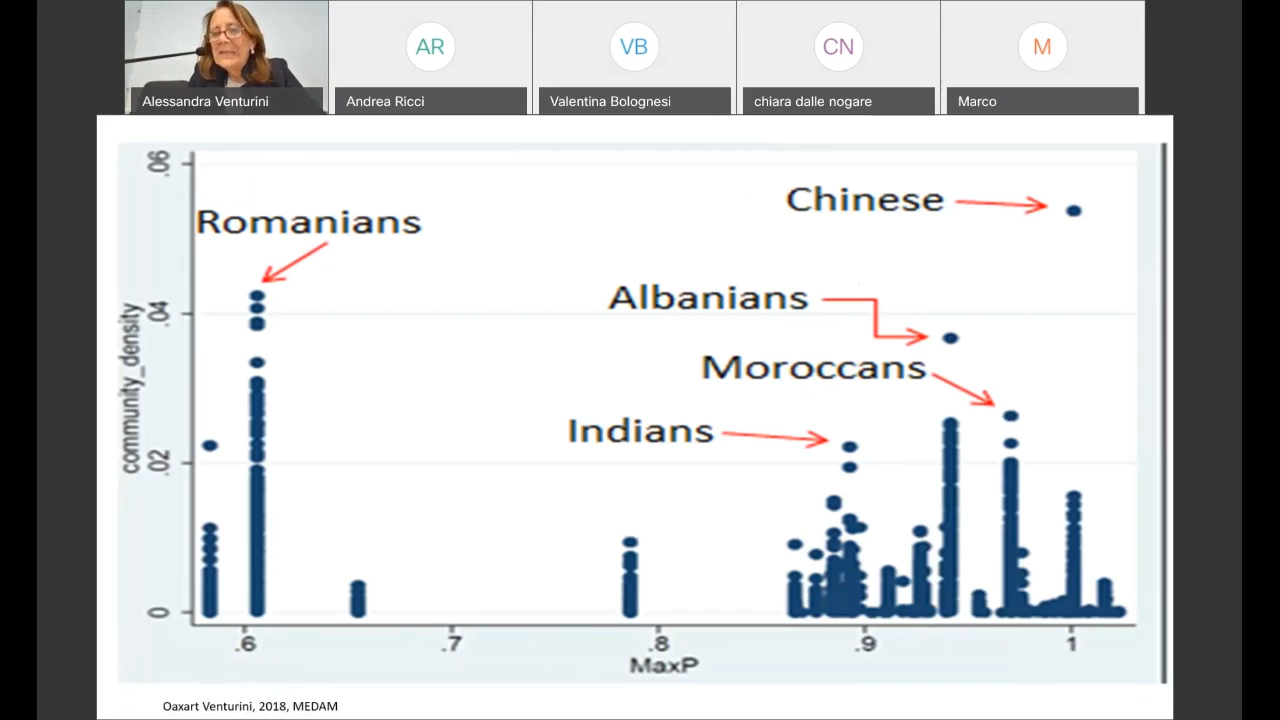 AR
VB
CN
M
Alessandra Venturini
Andrea Ricci
Valentina Bolognesi
chiara dalle nogare
Marco
.06
Chinese
Romanians
Albanians
.04
Moroccans
community_density
Indians
.02
0
.6
.7
.8
.9
1
MaxP
Oaxart Venturini, 2018, MEDAM